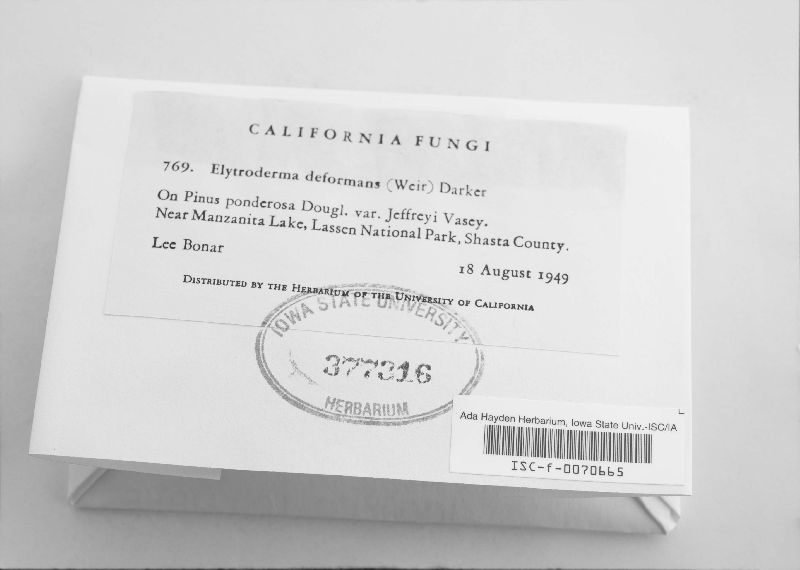 CALIFORNIA FUNGI
769. Elytroderma deformans (Weir) Darker
On Pinus ponderosa Dougl. var. Jeffreyi Vasey.
Near Manzanita Lake, Lassen National Park, Shasta County.
Lee Bonar
18 August 1949
DISTRIBUTED BY THE HERBARIUM OF THE UNIVERSITY OF CALIFORNIA
IOWA STATE UNIVERSITY
377316
HERBARIUM
Ada Hayden Herbarium, Iowa State Univ.-ISC/IA
ISC-f-0070665